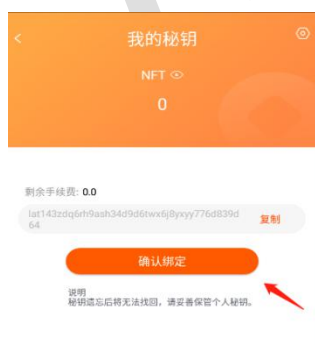 我的秘钥
NFT
0
剩余手续费: 0.0
lat143zdq6rh9ash34d9d6twx6j8yxyy776d839d
64
复制
确认绑定
说明
秘钥遗忘后将无法找回，请妥善保管个人秘钥。